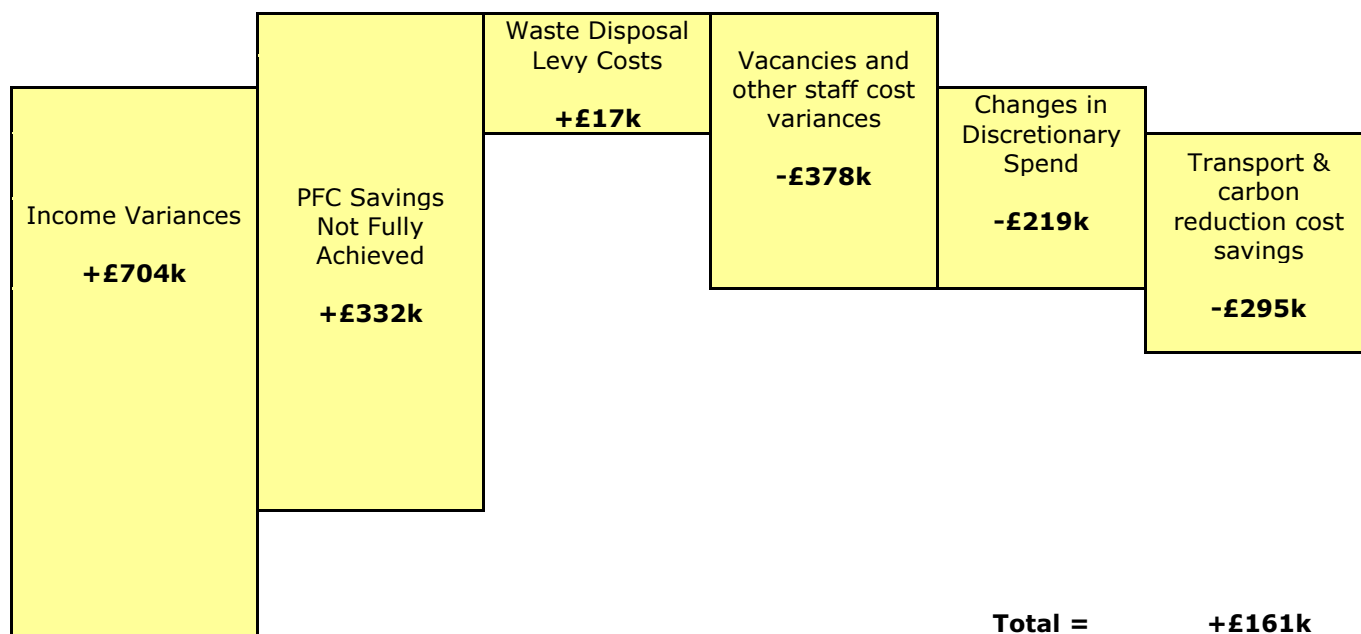 Income Variances
+£704k
PFC Savings
Not Fully
Achieved
+£332k
Waste Disposal
Levy Costs
+£17k
Vacancies and
other staff cost
variances
-£378k
Changes in
Discretionary
Spend
-£219k
Transport &
carbon
reduction cost
savings
-£295k
Total = +£161k